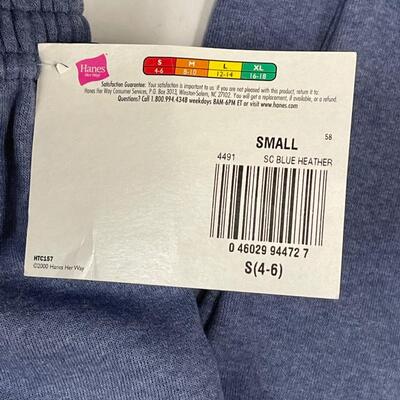 Hanes
Her Way
S M L XL
4-6 8-10 12-14 16-18
Satisfaction Guarantee: Your satisfaction is important to us. If you are not pleased with this product, return it to:
Hanes Her Way Consumer Services, P.O. Box 3013, Winston-Salem, NC 27102. You will get a replacement, if available, or a refund.
Questions? Call 1.800.994.4348 weekdays 8AM-6PM ET or visit www.hanes.com
58
SMALL
4491 SC BLUE HEATHER
0 46029 94472 7
S(4-6)
HTC157
©2000 Hanes Her Way